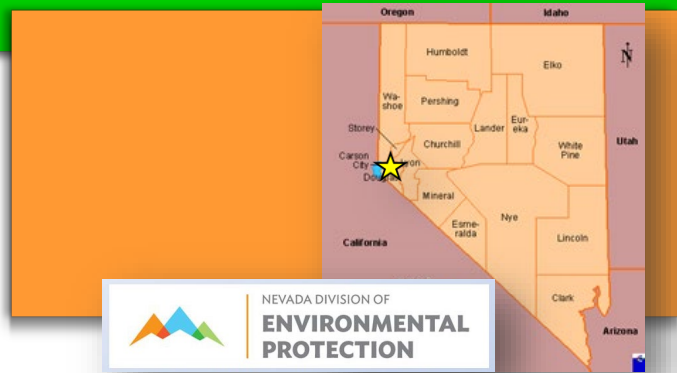 Oregon
Idaho
Humboldt
Elko
N
Wa-
shoe
Pershing
Lander
Eur-
eka
Storey
Churchill
White
Pine
Utah
Carson
City
Mineral
Nye
Esme-
ralda
Lincoln
California
Clark
Arizona
NEVADA DIVISION OF
ENVIRONMENTAL
PROTECTION